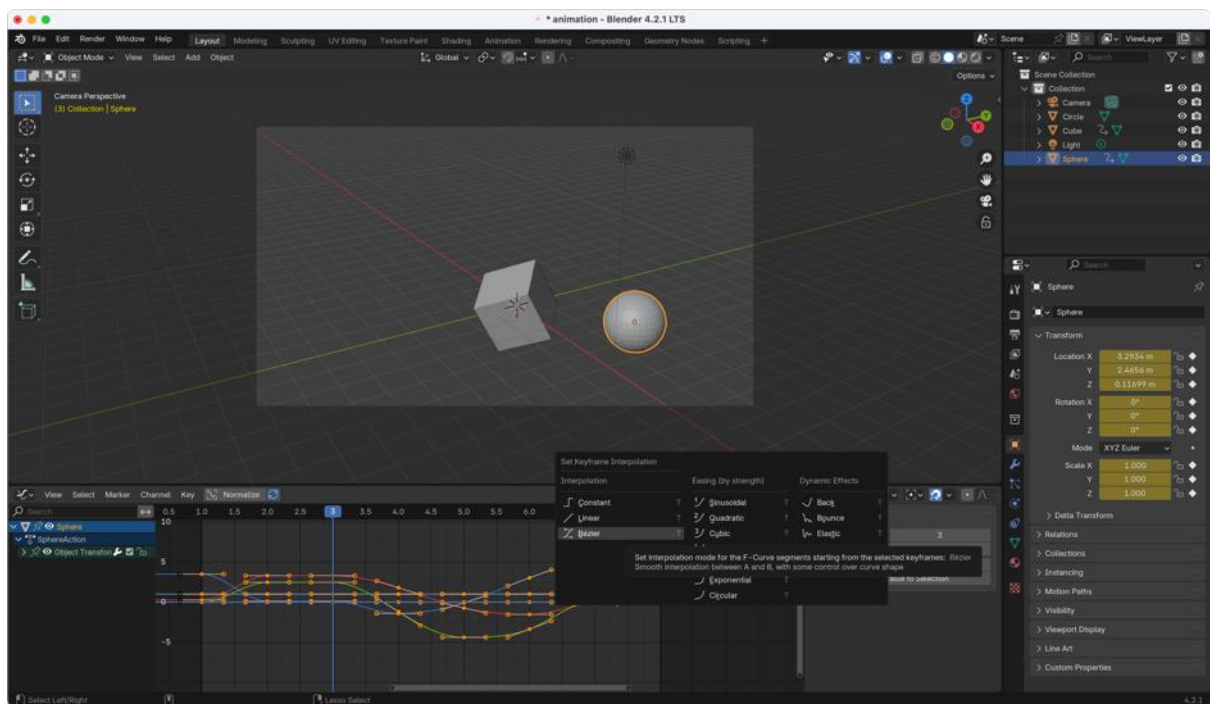 * animation - Blender 4.2.1 LTS
File Edit Render Window Help Layout Modeling Sculpting UV Editing Texture Paint Shading Animation Rendering Compositing Geometry Nodes Scripting + Scene ViewLayer
Object Mode View Select Add Object Global Search
Options
Camera Perspective
(3) Collection | Sphere
Scene Collection
Collection
Camera
Circle
Cube
Light
Sphere
Search
Sphere
Sphere
Transform
Location X 3.2934 m
Y 2.4656 m
Z 0.11699 m
Rotation X 0°
Y 0°
Z 0°
Mode XYZ Euler
Scale X 1.000
Y 1.000
Z 1.000
Delta Transform
Relations
Collections
Instancing
Motion Paths
Visibility
Viewport Display
Line Art
Custom Properties
Set Keyframe Interpolation
Interpolation Easing (by strength) Dynamic Effects
Constant T Sinusoidal T Back T
Linear T Quadratic T Bounce T
Bézier T Cubic T Elastic T
Set interpolation mode for the F-Curve segments starting from the selected keyframes: Bézier
Smooth interpolation between A and B, with some control over curve shape
Exponential T
Circular T
View Select Marker Channel Key Normalize
Search 0.5 1.0 1.5 2.0 2.5 3 3.5 4.0 4.5 5.0 5.5 6.0
Sphere
SphereAction
Object Transfor
10
5
0
-5
3
to Selection
Select Left/Right Lasso Select 4.2.1